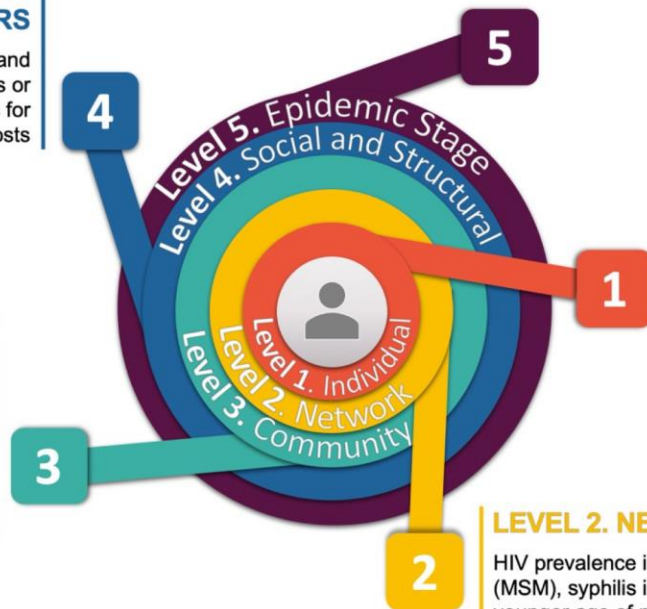 RS
and
s or
for
osts
4
5
Level 5. Epidemic Stage
Level 4. Social and Structural
1
Level 1. Individual
Level 2. Network
Level 3. Community
3
2
LEVEL 2. NE
HIV prevalence i
(MSM), syphilis i